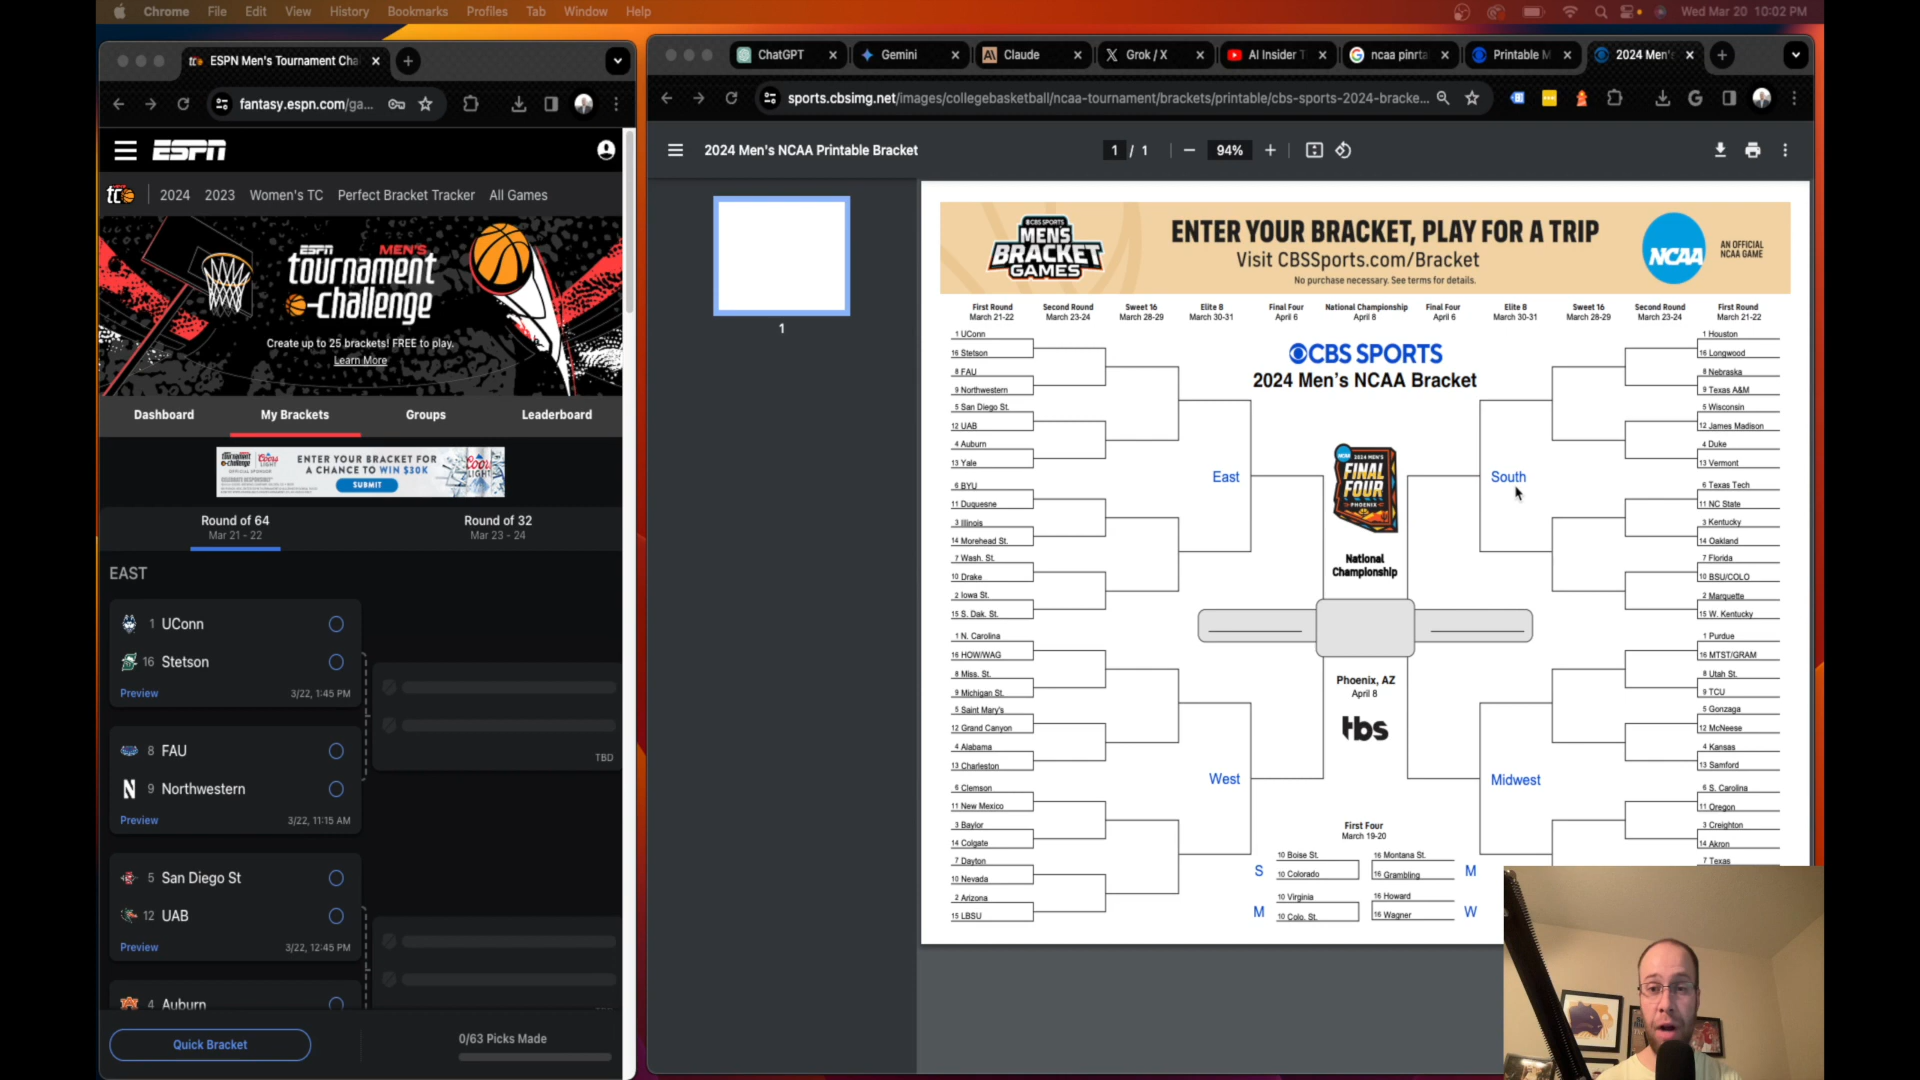 Chrome File Edit View History Bookmarks Profiles Tab Window Help
Wed Mar 20 10:02 PM
ESPN Men's Tournament Cha
fantasy.espn.com/ga...
ESPN
tc 2024 2023 Women's TC Perfect Bracket Tracker All Games
ESPN MEN'S
tournament
challenge
Create up to 25 brackets! FREE to play.
Learn More
Dashboard My Brackets Groups Leaderboard
ENTER YOUR BRACKET FOR
A CHANCE TO WIN $30K
SUBMIT
Coors
LIGHT
Round of 64 Round of 32
Mar 21 - 22 Mar 23 - 24
EAST
1 UConn
16 Stetson
Preview 3/22, 1:45 PM
8 FAU
TBD
9 Northwestern
Preview 3/22, 11:15 AM
5 San Diego St
12 UAB
Preview 3/22, 12:45 PM
4 Auburn
Quick Bracket 0/63 Picks Made
ChatGPT Gemini Claude Grok / X AI Insider T ncaa pinrta Printable M 2024 Men'
sports.cbsimg.net/images/collegebasketball/ncaa-tournament/brackets/printable/cbs-sports-2024-bracke...
2024 Men's NCAA Printable Bracket 1 / 1 94%
1
CBS SPORTS
MEN'S
BRACKET
GAMES
ENTER YOUR BRACKET, PLAY FOR A TRIP
Visit CBSSports.com/Bracket
No purchase necessary. See terms for details.
NCAA
AN OFFICIAL
NCAA GAME
First Round Second Round Sweet 16 Elite 8 Final Four National Championship Final Four Elite 8 Sweet 16 Second Round First Round
March 21-22 March 23-24 March 28-29 March 30-31 April 6 April 8 April 6 March 30-31 March 28-29 March 23-24 March 21-22
1 UConn
16 Stetson
8 FAU
9 Northwestern
5 San Diego St.
12 UAB
4 Auburn
13 Yale
6 BYU
11 Duquesne
3 Illinois
14 Morehead St.
7 Wash. St.
10 Drake
2 Iowa St.
15 S. Dak. St.
1 N. Carolina
16 HOW/WAG
8 Miss. St.
9 Michigan St.
5 Saint Mary's
12 Grand Canyon
4 Alabama
13 Charleston
6 Clemson
11 New Mexico
3 Baylor
14 Colgate
7 Dayton
10 Nevada
2 Arizona
15 LBSU
CBS SPORTS
2024 Men's NCAA Bracket
East
South
NCAA 2024 MEN'S
FINAL
FOUR
PHOENIX
National
Championship
Phoenix, AZ
April 8
tbs
West
Midwest
First Four
March 19-20
S 10 Boise St. 16 Montana St. M
10 Colorado 16 Grambling
M 10 Virginia 16 Howard W
10 Colo. St. 16 Wagner
1 Houston
16 Longwood
8 Nebraska
9 Texas A&M
5 Wisconsin
12 James Madison
4 Duke
13 Vermont
6 Texas Tech
11 NC State
3 Kentucky
14 Oakland
7 Florida
10 BSU/COLO
2 Marquette
15 W. Kentucky
1 Purdue
16 MTST/GRAM
8 Utah St.
9 TCU
5 Gonzaga
12 McNeese
4 Kansas
13 Samford
6 S. Carolina
11 Oregon
3 Creighton
14 Akron
7 Texas